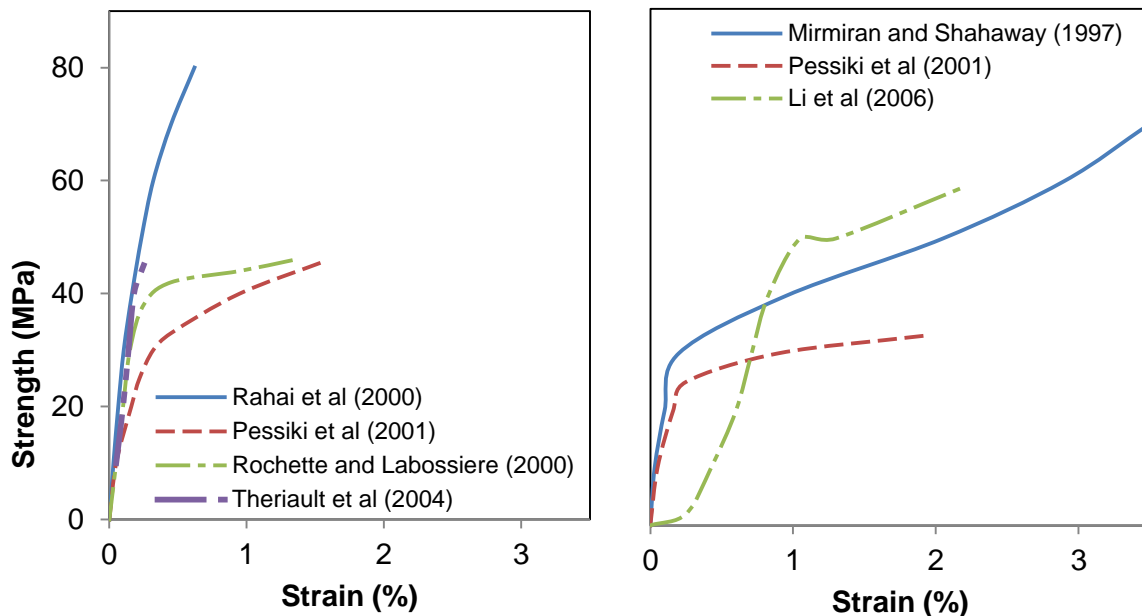 80
60
40
20
0
Strength (MPa)
Rahai et al (2000)
Pessiki et al (2001)
Rochette and Labossiere (2000)
Theriault et al (2004)
0 1 2 3
Strain (%)
Mirmiran and Shahaway (1997)
Pessiki et al (2001)
Li et al (2006)
0 1 2 3
Strain (%)